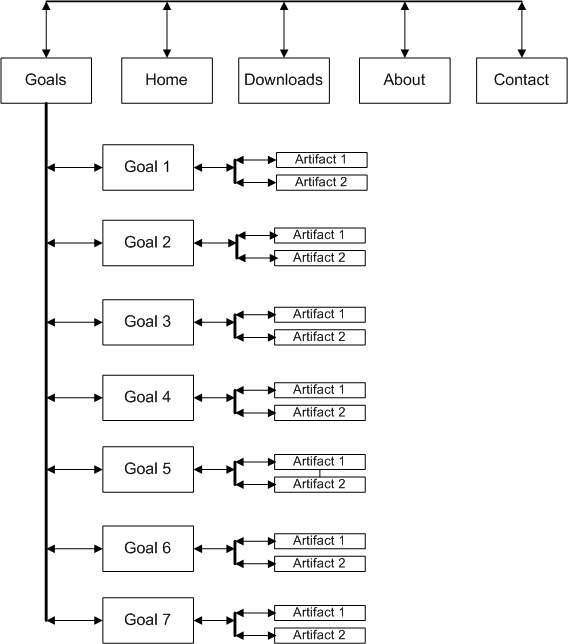 Goals
Home
Downloads
About
Contact
Goal 1
Artifact 1
Artifact 2
Goal 2
Artifact 1
Artifact 2
Goal 3
Artifact 1
Artifact 2
Goal 4
Artifact 1
Artifact 2
Goal 5
Artifact 1
Artifact 2
Goal 6
Artifact 1
Artifact 2
Goal 7
Artifact 1
Artifact 2